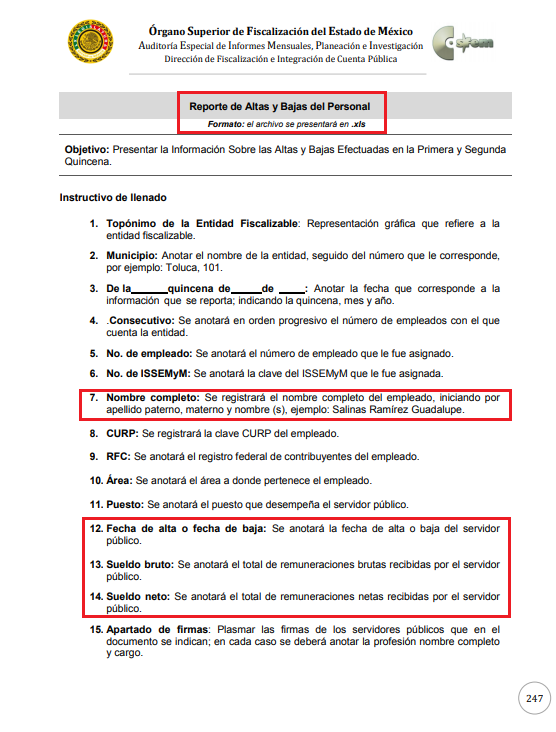 Órgano Superior de Fiscalización del Estado de México
Auditoría Especial de Informes Mensuales, Planeación e Investigación
Dirección de Fiscalización e Integración de Cuenta Pública
osfem
Reporte de Altas y Bajas del Personal
Formato: el archivo se presentará en .xls
Objetivo: Presentar la Información Sobre las Altas y Bajas Efectuadas en la Primera y Segunda
Quincena.
Instructivo de llenado
1. Topónimo de la Entidad Fiscalizable: Representación gráfica que refiere a la
entidad fiscalizable.
2. Municipio: Anotar el nombre de la entidad, seguido del número que le corresponde,
por ejemplo: Toluca, 101.
3. De la______quincena de_____de _____: Anotar la fecha que corresponde a la
información que se reporta; indicando la quincena, mes y año.
4. .Consecutivo: Se anotará en orden progresivo el número de empleados con el que
cuenta la entidad.
5. No. de empleado: Se anotará el número de empleado que le fue asignado.
6. No. de ISSEMyM: Se anotará la clave del ISSEMyM que le fue asignada.
7. Nombre completo: Se registrará el nombre completo del empleado, iniciando por
apellido paterno, materno y nombre (s), ejemplo: Salinas Ramírez Guadalupe.
8. CURP: Se registrará la clave CURP del empleado.
9. RFC: Se anotará el registro federal de contribuyentes del empleado.
10. Área: Se anotará el área a donde pertenece el empleado.
11. Puesto: Se anotará el puesto que desempeña el servidor público.
12. Fecha de alta o fecha de baja: Se anotará la fecha de alta o baja del servidor
público.
13. Sueldo bruto: Se anotará el total de remuneraciones brutas recibidas por el servidor
público.
14. Sueldo neto: Se anotará el total de remuneraciones netas recibidas por el servidor
público.
15. Apartado de firmas: Plasmar las firmas de los servidores públicos que en el
documento se indican; en cada caso se deberá anotar la profesión nombre completo
y cargo.
247